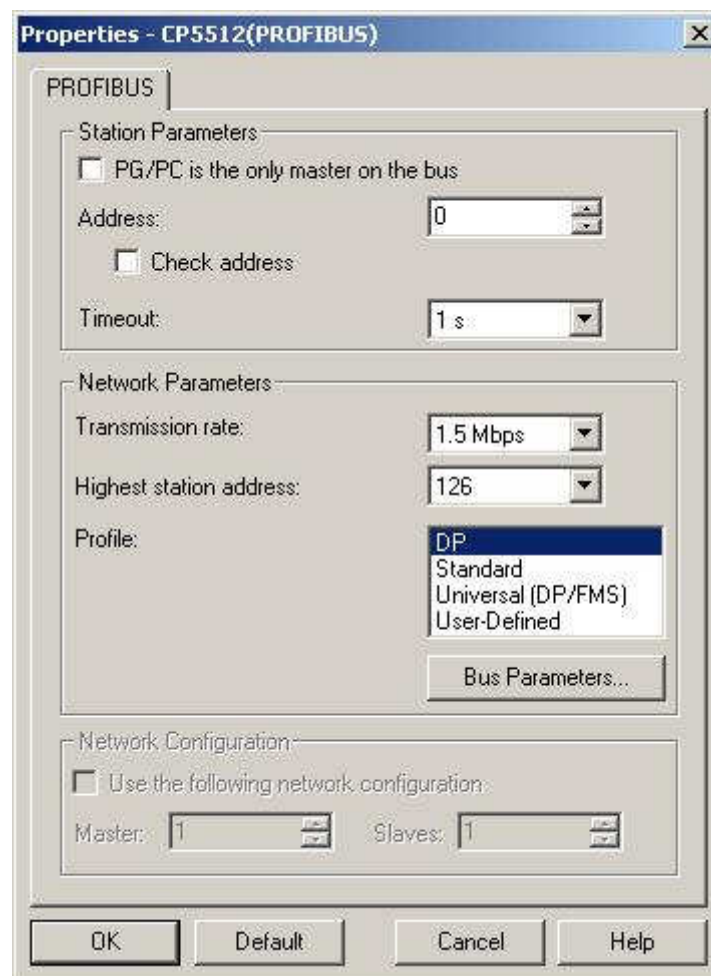 Properties - CP5512(PROFIBUS)
PROFIBUS
Station Parameters
PG/PC is the only master on the bus
Address: 0
Check address
Timeout: 1 s
Network Parameters
Transmission rate: 1.5 Mbps
Highest station address: 126
Profile: DP
Standard
Universal (DP/FMS)
User-Defined
Bus Parameters...
Network Configuration
Use the following network configuration
Master: 1 Slaves: 1
OK Default Cancel Help